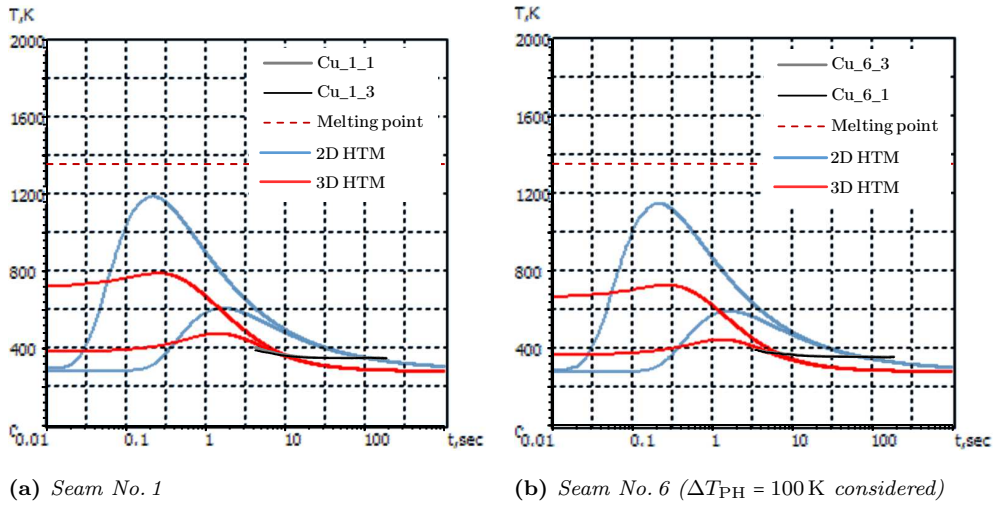 T,K
2000
1600
1200
800
400
0.01
0.1
1
10
100
t,sec
Cu_1_1
Cu_1_3
Melting point
2D HTM
3D HTM
(a) Seam No. 1
T,K
2000
1600
1200
800
400
0.01
0.1
1
10
100
t,sec
Cu_6_3
Cu_6_1
Melting point
2D HTM
3D HTM
(b) Seam No. 6 (ΔT_PH = 100 K considered)